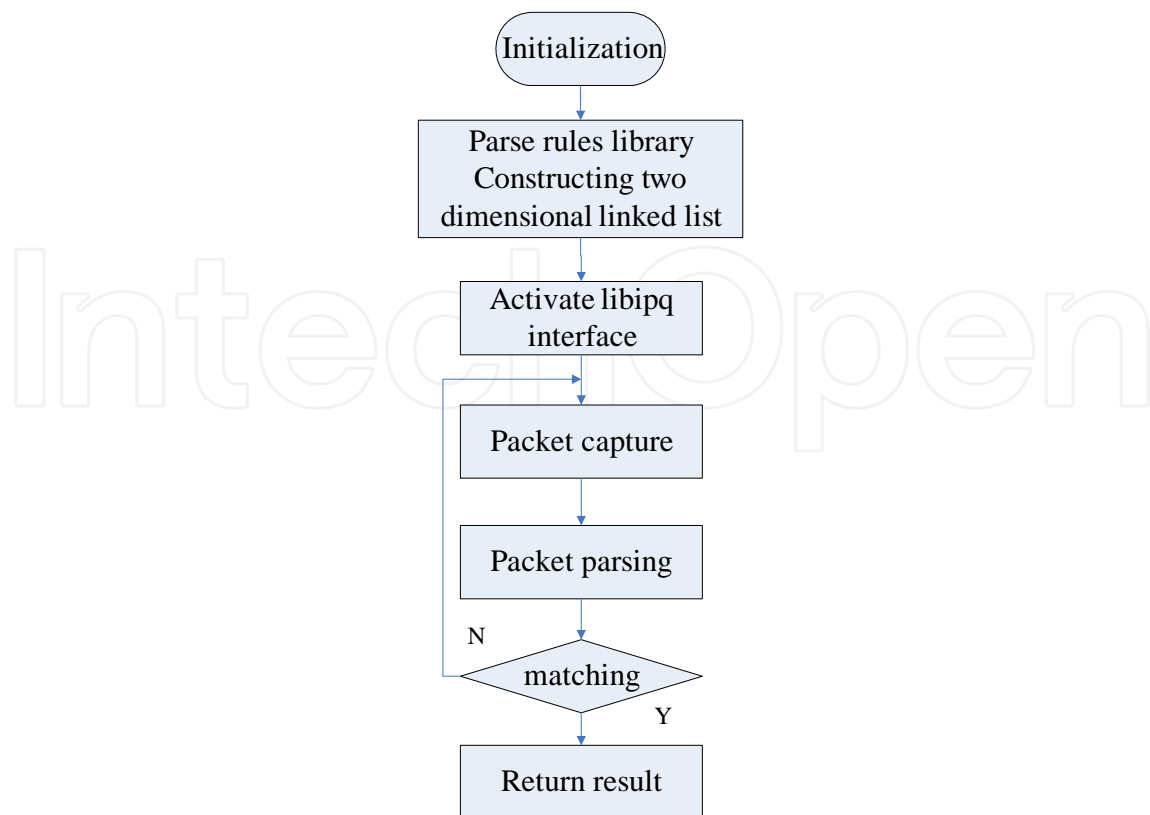 Initialization
Parse rules library
Constructing two
dimensional linked list
Activate libipq
interface
IntechOpen
Packet capture
Packet parsing
N
matching
Y
Return result